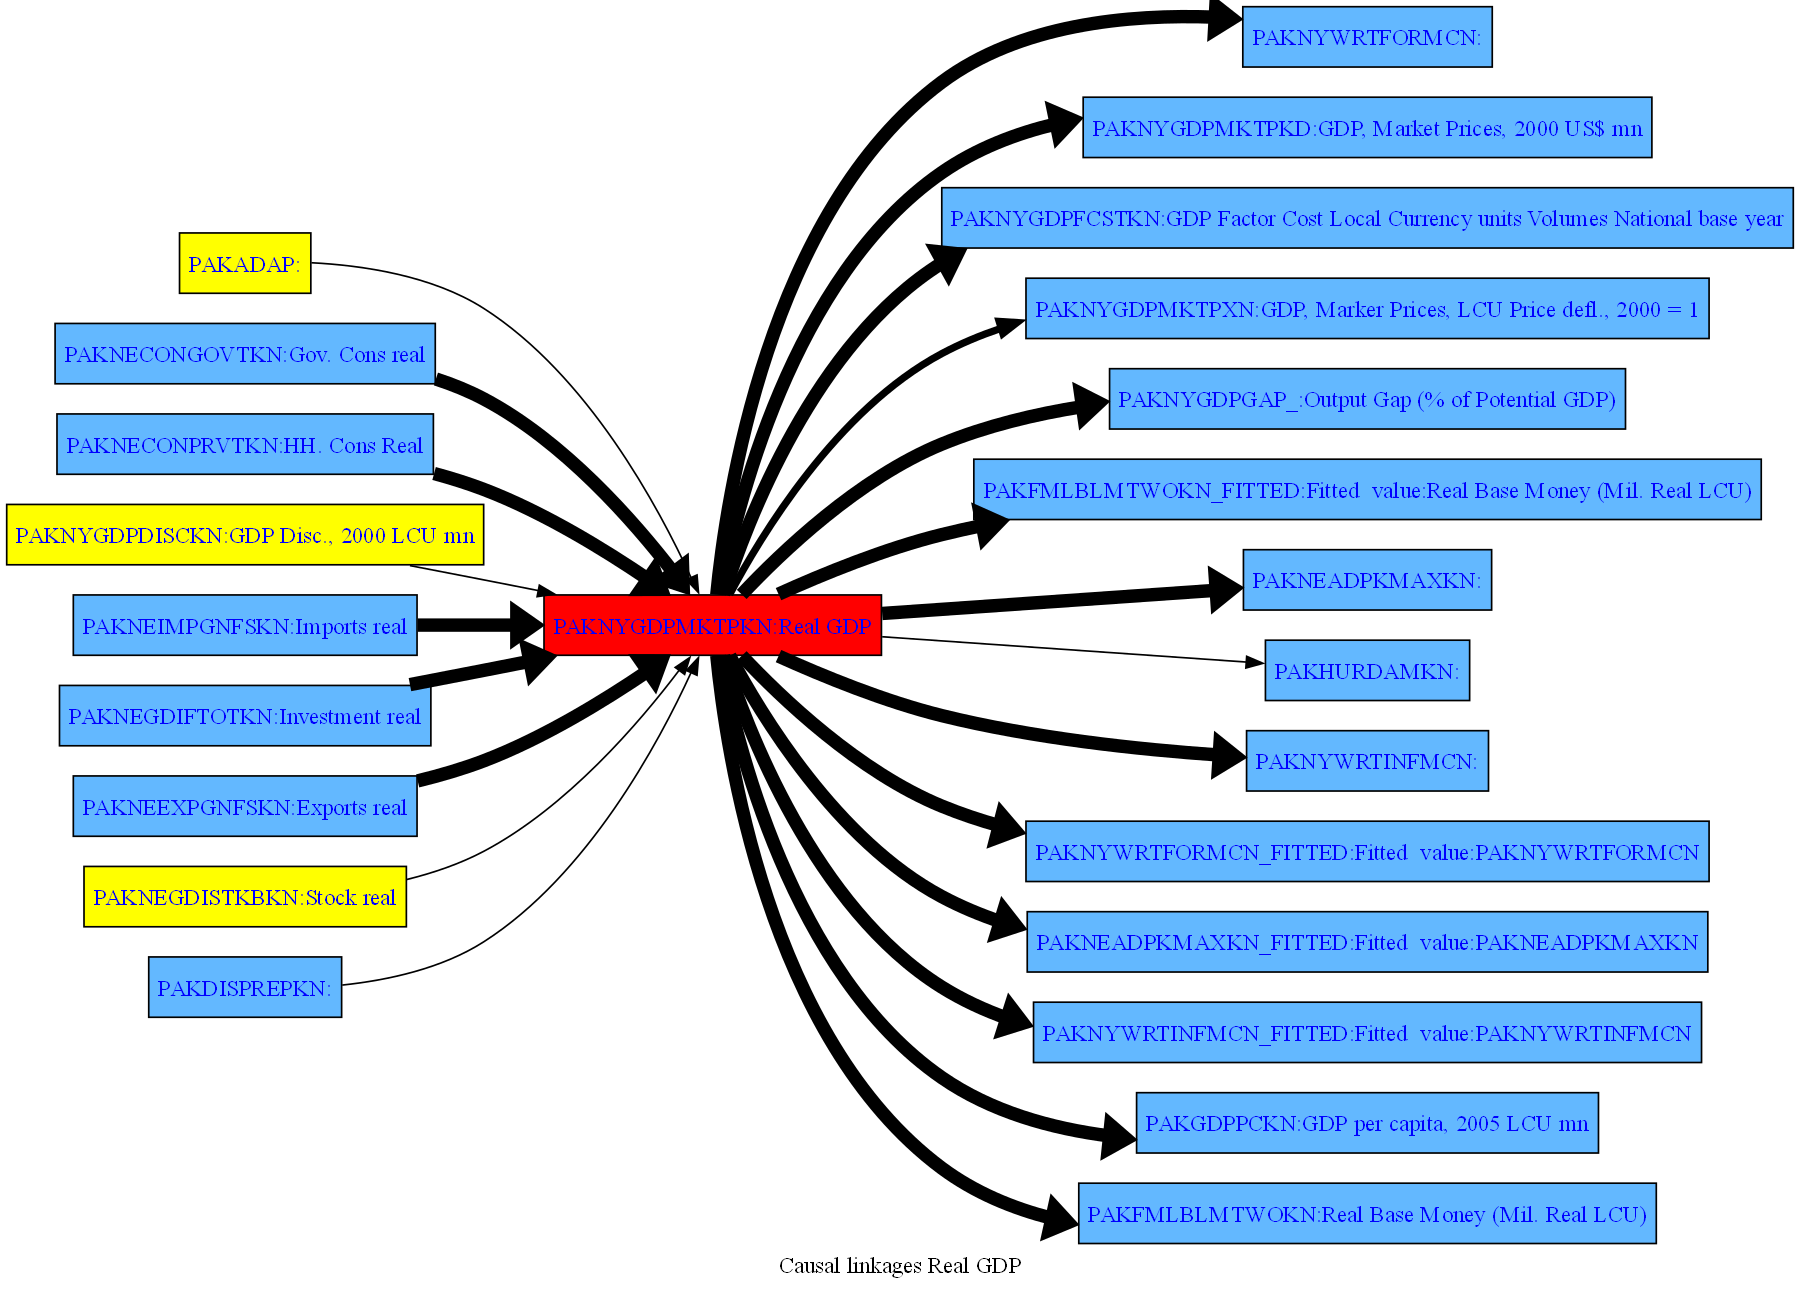 PAKNYWRTFORMCN:
PAKNYGDPMKTPKD:GDP, Market Prices, 2000 US$ mn
PAKNYGDPFCSTKN:GDP Factor Cost Local Currency units Volumes National base year
PAKADAP:
PAKNYGDPMKTPXN:GDP, Marker Prices, LCU Price defl., 2000 = 1
PAKNECONGOVTKN:Gov. Cons real
PAKNYGDPGAP_:Output Gap (% of Potential GDP)
PAKNECONPRVTKN:HH. Cons Real
PAKFMLBLMTWOKN_FITTED:Fitted  value:Real Base Money (Mil. Real LCU)
PAKNYGDPDISCKN:GDP Disc., 2000 LCU mn
PAKNEADPKMAXKN:
PAKNEIMPGNFSKN:Imports real
PAKNYGDPMKTPKN:Real GDP
PAKHURDAMKN:
PAKNEGDIFTOTKN:Investment real
PAKNYWRTINFMCN:
PAKNEEXPGNFSKN:Exports real
PAKNYWRTFORMCN_FITTED:Fitted  value:PAKNYWRTFORMCN
PAKNEGDISTKBKN:Stock real
PAKNEADPKMAXKN_FITTED:Fitted  value:PAKNEADPKMAXKN
PAKDISPREPKN:
PAKNYWRTINFMCN_FITTED:Fitted  value:PAKNYWRTINFMCN
PAKGDPPCKN:GDP per capita, 2005 LCU mn
PAKFMLBLMTWOKN:Real Base Money (Mil. Real LCU)
Causal linkages Real GDP